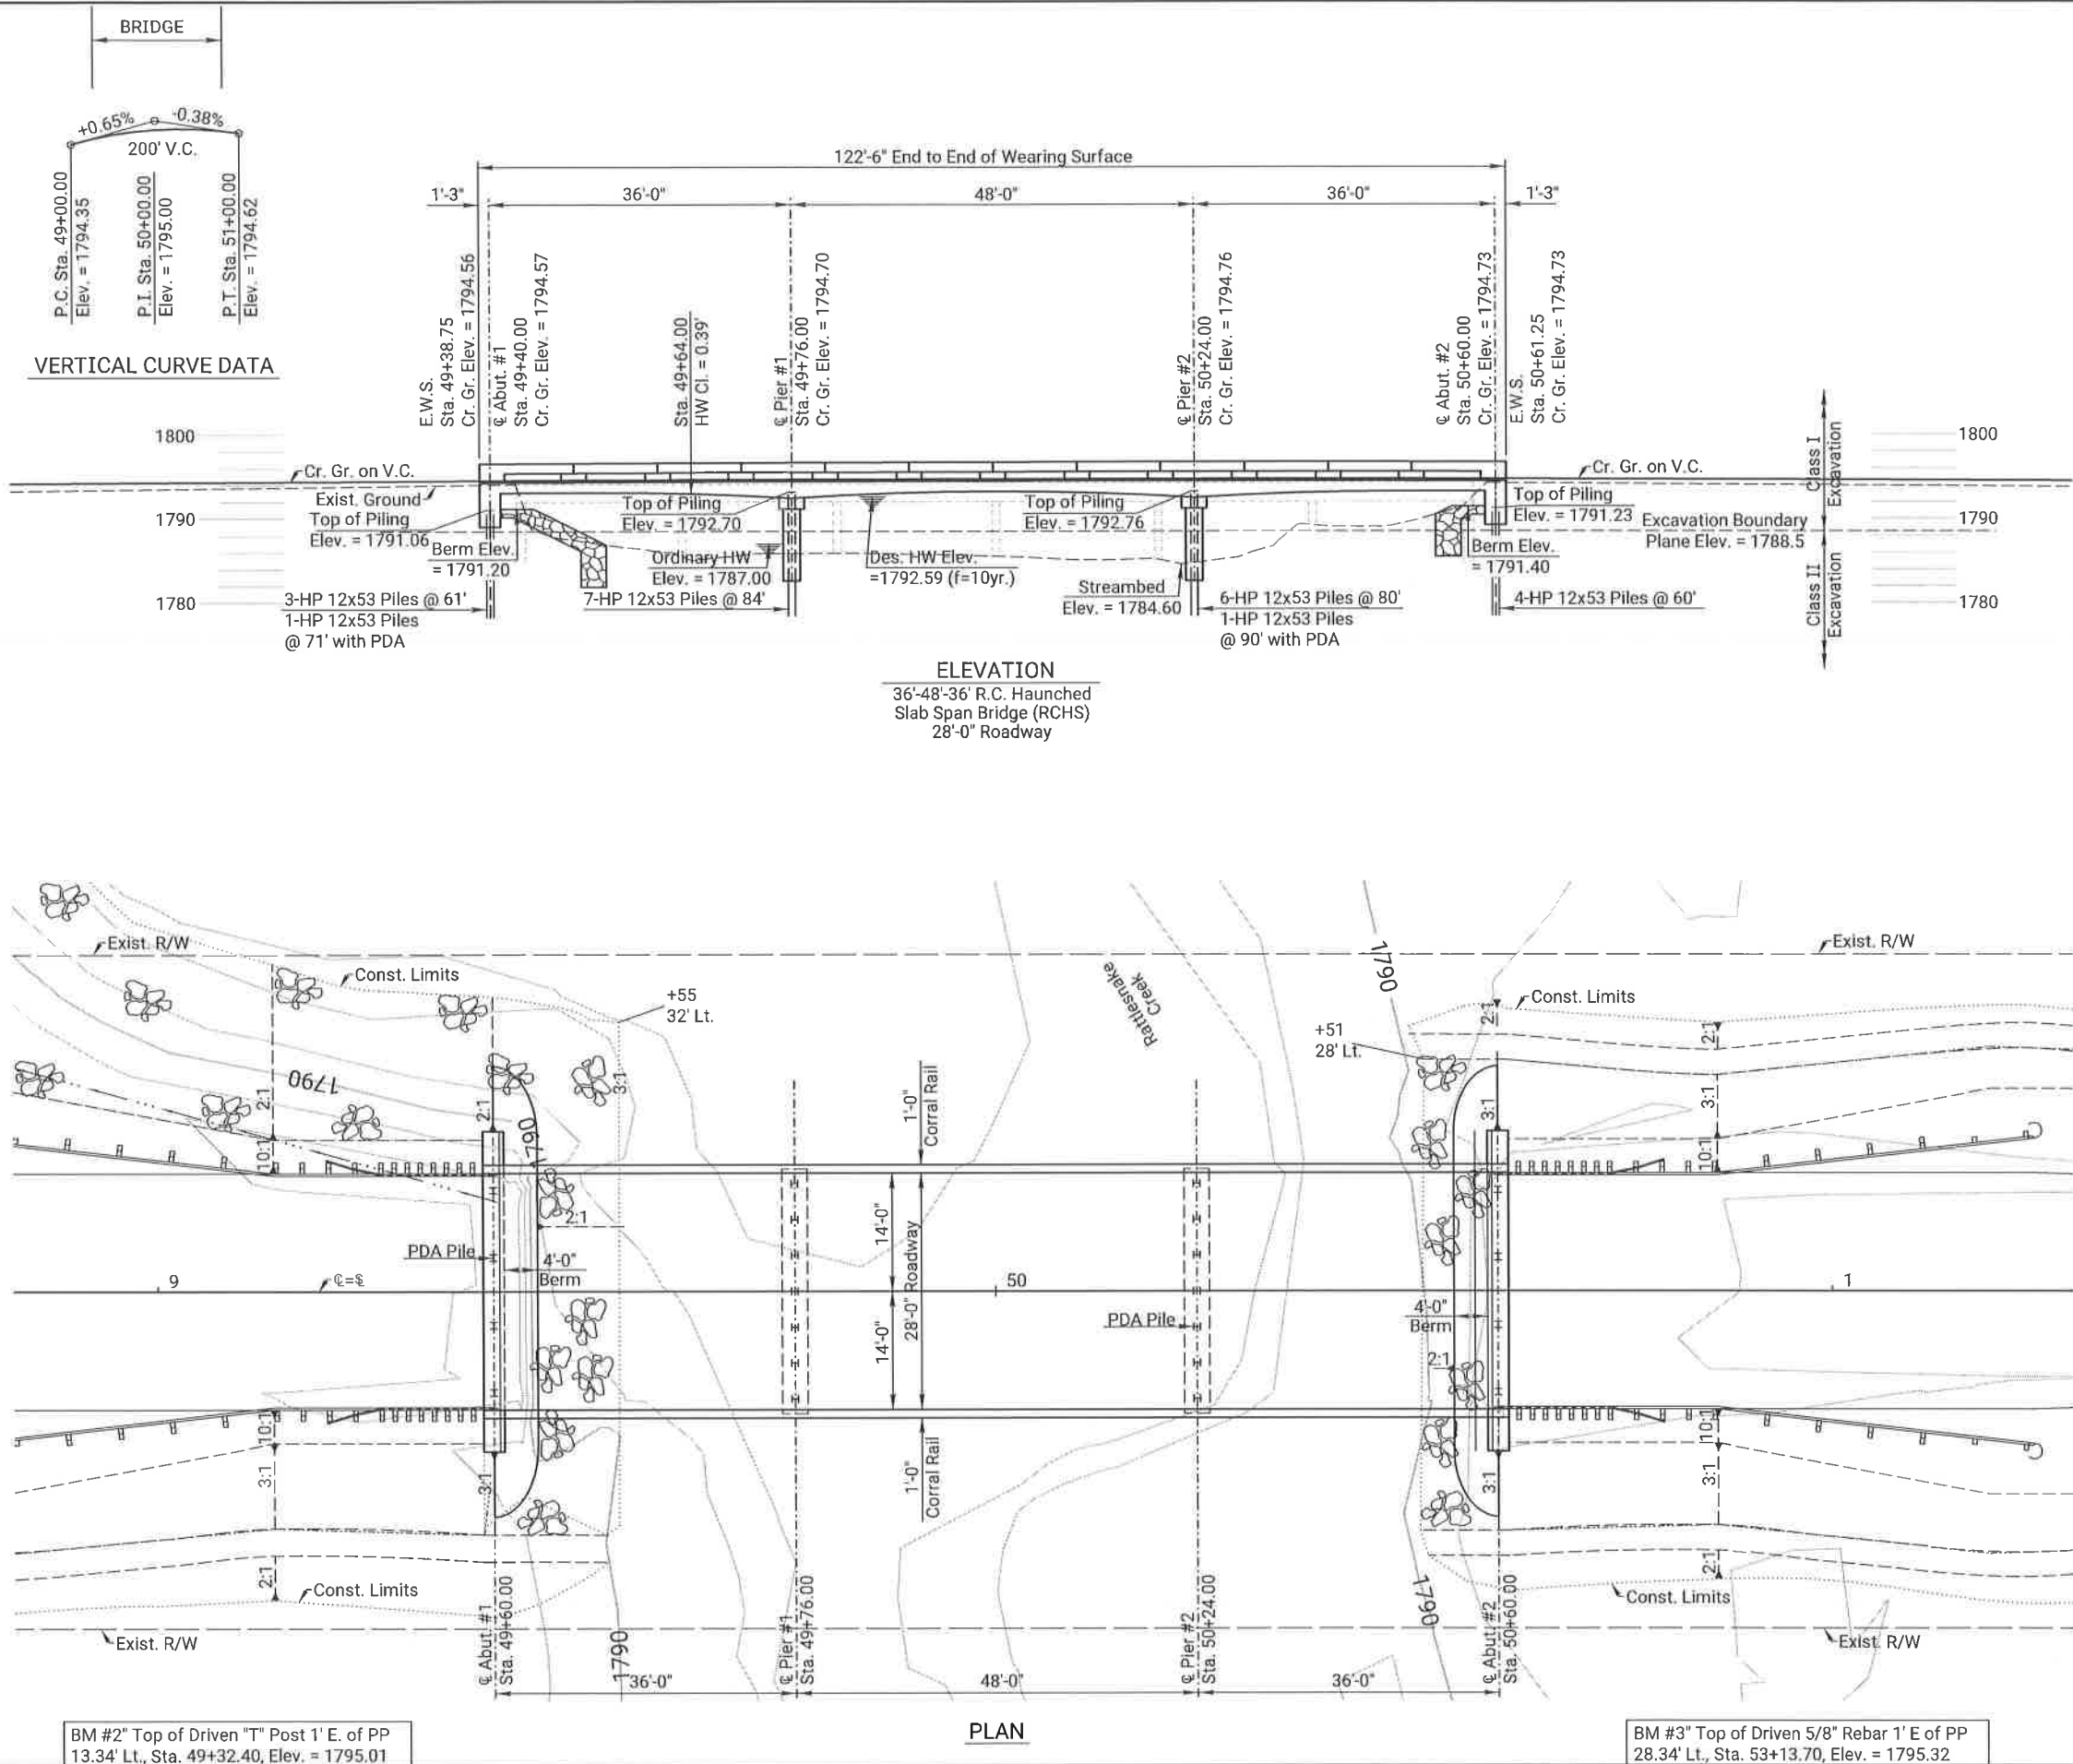 BRIDGE
+0.65%
-0.38%
200' V.C.
P.C. Sta. 49+00.00
Elev. = 1794.35
P.I. Sta. 50+00.00
Elev. = 1795.00
P.T. Sta. 51+00.00
Elev. = 1794.62
VERTICAL CURVE DATA
122'-6" End to End of Wearing Surface
1'-3"
36'-0"
48'-0"
36'-0"
1'-3"
E.W.S.
Sta. 49+38.75
Cr. Gr. Elev. = 1794.56
℄ Abut. #1
Sta. 49+40.00
Cr. Gr. Elev. = 1794.57
Sta. 49+64.00
HW Cl. = 0.39'
℄ Pier #1
Sta. 49+76.00
Cr. Gr. Elev. = 1794.70
℄ Pier #2
Sta. 50+24.00
Cr. Gr. Elev. = 1794.76
℄ Abut. #2
Sta. 50+60.00
Cr. Gr. Elev. = 1794.73
E.W.S.
Sta. 50+61.25
Cr. Gr. Elev. = 1794.73
1800
1790
1780
Cr. Gr. on V.C.
Exist. Ground
Top of Piling
Elev. = 1791.06
Berm Elev.
= 1791.20
3-HP 12x53 Piles @ 61'
1-HP 12x53 Piles
@ 71' with PDA
Top of Piling
Elev. = 1792.70
Ordinary HW
Elev. = 1787.00
7-HP 12x53 Piles @ 84'
Des. HW Elev.
=1792.59 (f=10yr.)
Top of Piling
Elev. = 1792.76
Streambed
Elev. = 1784.60
6-HP 12x53 Piles @ 80'
1-HP 12x53 Piles
@ 90' with PDA
Cr. Gr. on V.C.
Top of Piling
Elev. = 1791.23
Excavation Boundary
Plane Elev. = 1788.5
Berm Elev.
= 1791.40
4-HP 12x53 Piles @ 60'
Class I
Excavation
Class II
Excavation
1800
1790
1780
ELEVATION
36'-48'-36' R.C. Haunched
Slab Span Bridge (RCHS)
28'-0" Roadway
Exist. R/W
Const. Limits
+55
32' Lt.
Rattlesnake
Creek
1790
+51
28' Lt.
Const. Limits
Exist. R/W
2:1
2:1
1790
2:1
10:1
2:1
1790
3:1
1'-0"
Corral Rail
3:1
3:1
10:1
PDA Pile
2:1
4'-0"
Berm
14'-0"
14'-0"
28'-0" Roadway
PDA Pile
4'-0"
Berm
2:1
9
℄=℄
50
1
10:1
3:1
2:1
3:1
1'-0"
Corral Rail
3:1
10:1
3:1
2:1
Const. Limits
Exist. R/W
1790
1790
Const. Limits
Exist. R/W
℄ Abut. #1
Sta. 49+60.00
℄ Pier #1
Sta. 49+76.00
℄ Pier #2
Sta. 50+24.00
℄ Abut. #2
Sta. 50+60.00
36'-0"
48'-0"
36'-0"
PLAN
BM #2" Top of Driven "T" Post 1' E. of PP
13.34' Lt., Sta. 49+32.40, Elev. = 1795.01
BM #3" Top of Driven 5/8" Rebar 1' E of PP
28.34' Lt., Sta. 53+13.70, Elev. = 1795.32